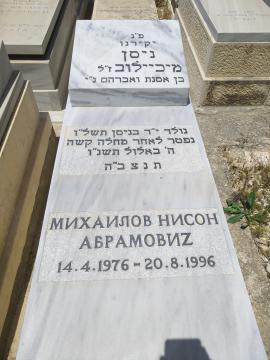 פ"נ
יקירנו
ניסן
מיכיילוב ז"ל
בן אסנת ואברהם נ"י
נולד י"ד בניסן תשל"ו
נפטר לאחר מחלה קשה
ה' באלול תשנ"ו
ת נ צ ב "ה
МИХАИЛОВ НИСОН
АБРАМОВИZ
14.4.1976 – 20.8.1996